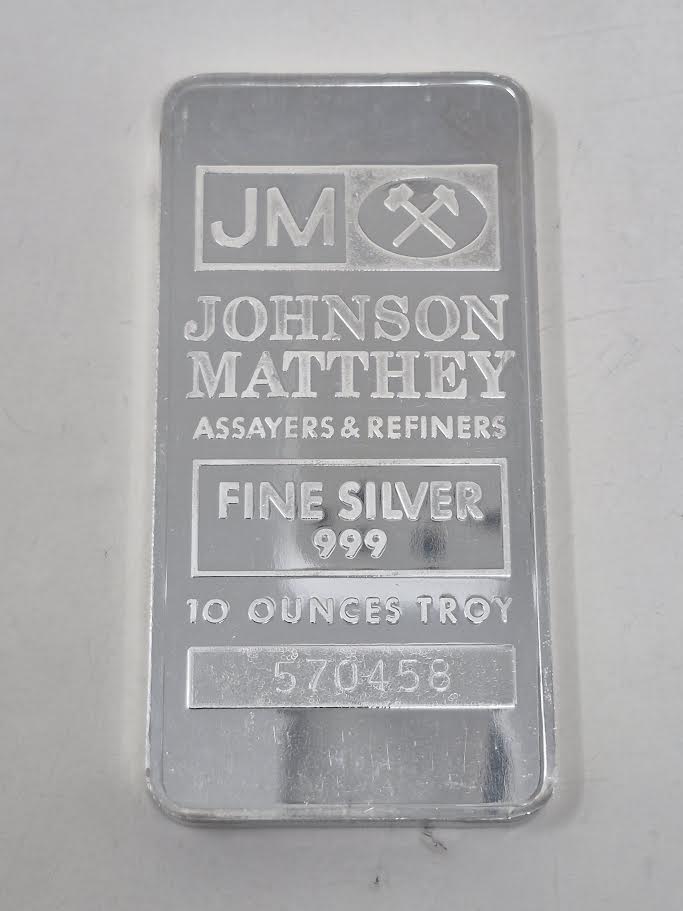 JM
JOHNSON
MATTHEY
ASSAYERS & REFINERS
FINE SILVER
999
10 OUNCES TROY
570458